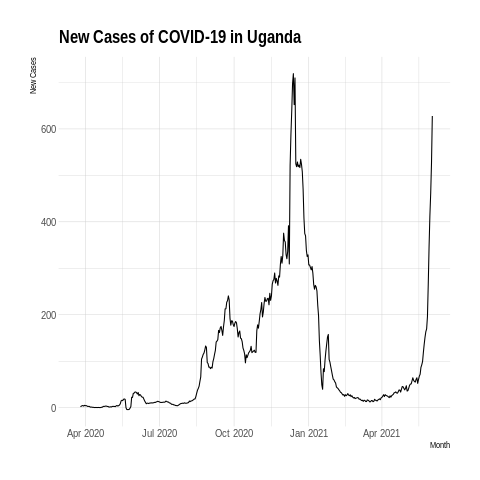 New Cases of COVID-19 in Uganda
New Cases
600
400
200
0
Apr 2020 Jul 2020 Oct 2020 Jan 2021 Apr 2021
Month